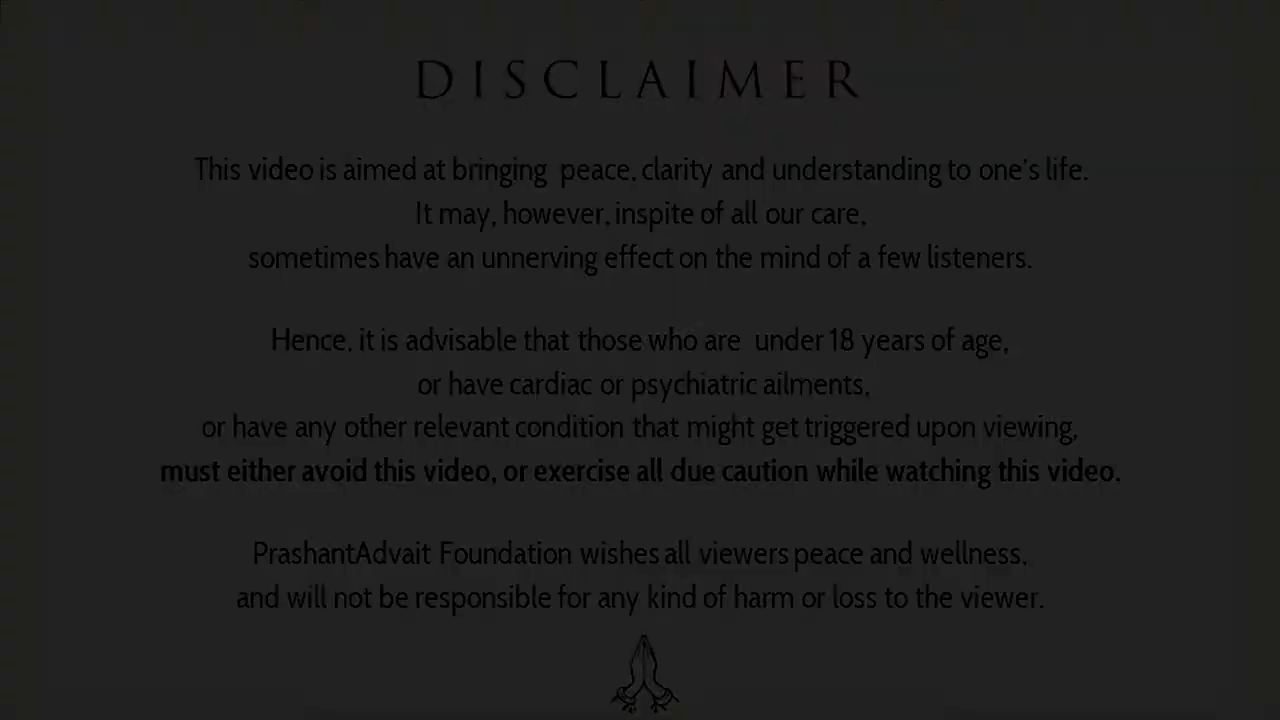 DISCLAIMER
This video is aimed at bringing peace, clarity and understanding to one's life.
It may, however, inspite of all our care,
sometimes have an unnerving effect on the mind of a few listeners.
Hence, it is advisable that those who are under 18 years of age,
or have cardiac or psychiatric ailments,
or have any other relevant condition that might get triggered upon viewing,
must either avoid this video, or exercise all due caution while watching this video.
PrashantAdvait Foundation wishes all viewers peace and wellness,
and will not be responsible for any kind of harm or loss to the viewer.